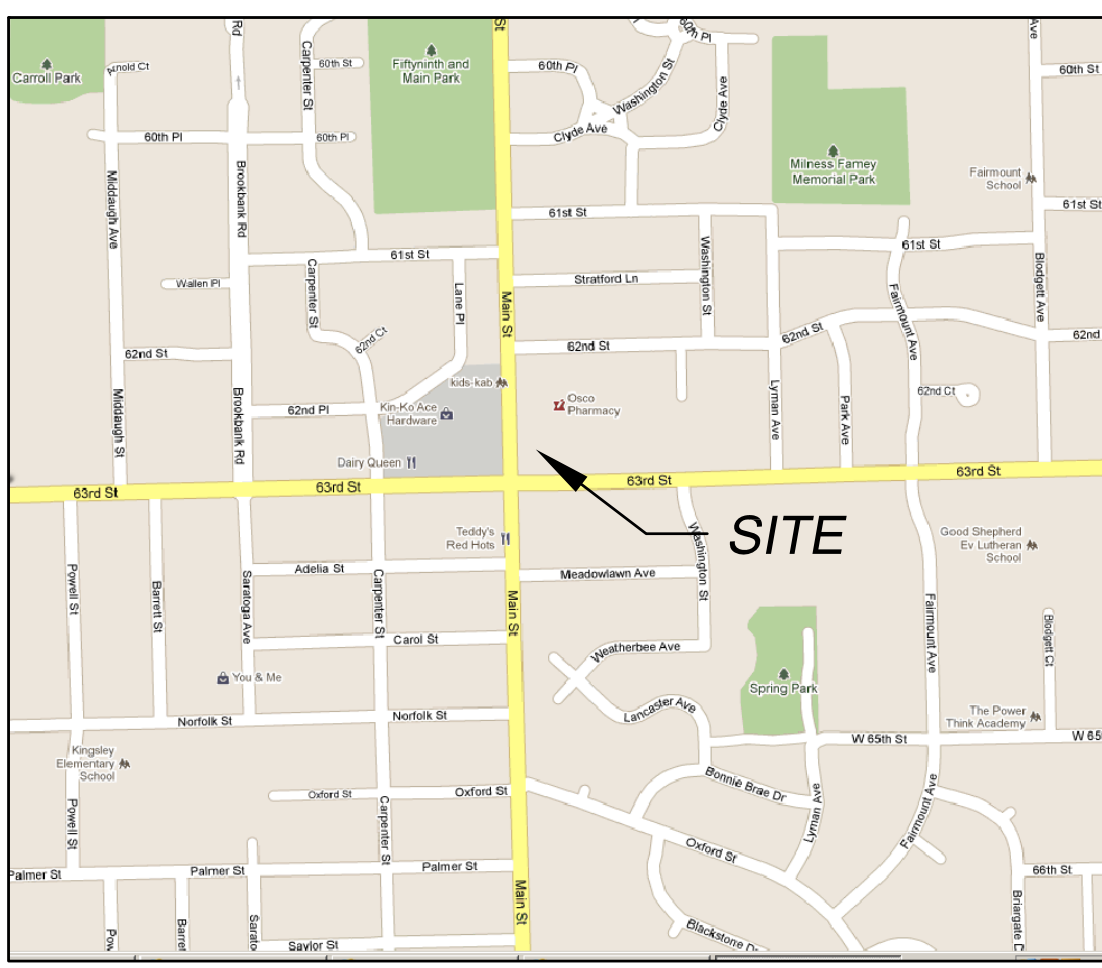 St
Rd
60th Pl
Ave
Carroll Park
Arnold Ct
Carpenter St
60th St
Fiftyninth and
Main Park
60th Pl
Washington St
Clyde Ave
60th St
60th Pl
60th Pl
Clyde Ave
Milness Famey
Memorial Park
Fairmount
School
Middaugh Ave
Brookbank Rd
61st St
61st St
61st St
61st St
Washington St
Blodgett Ave
Wallen Pl
Carpenter St
Lane Pl
Main St
Stratford Ln
Fairmount Ave
62nd St
62nd Ct
62nd St
62nd St
62nd
kids-kab
Middaugh St
Brookbank Rd
62nd Pl
Kin-Ko Ace
Hardware
Osco
Pharmacy
Lyman Ave
Park Ave
62nd Ct
Dairy Queen
63rd St
63rd St
63rd St
63rd St
SITE
Teddy's
Red Hots
Washington St
Good Shepherd
Ev Lutheran
School
Powell St
Barrett St
Saratoga Ave
Adelia St
Carpenter St
Main St
Meadowlawn Ave
Fairmount Ave
Blodgett Ct
Carol St
Weatherbee Ave
You & Me
Spring Park
Norfolk St
Norfolk St
Lancaster Ave
The Power
Think Academy
W 65th St
W 65
Kingsley
Elementary
School
Bonnie Brae Dr
Lyman Ave
Fairmount Ave
Powell St
Oxford St
Carpenter St
Oxford St
Oxford St
Palmer St
Palmer St
Palmer St
66th St
Main St
Briargate D
Pow
Barret
Sarato
Saylor St
Blackstone Dr